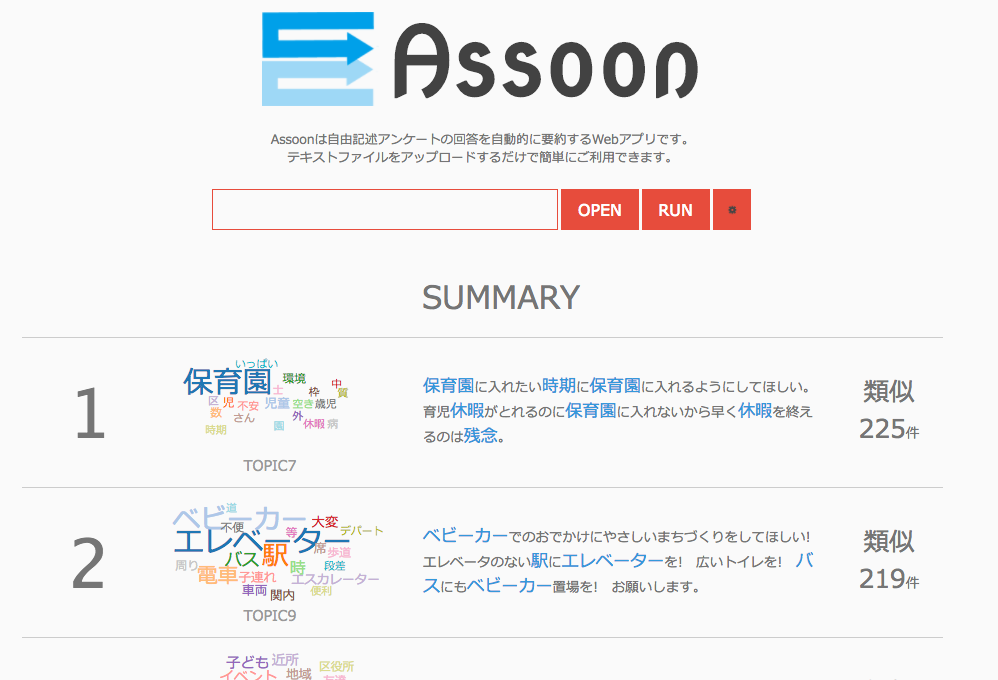 Assoon
Assoonは自由記述アンケートの回答を自動的に要約するWebアプリです。
テキストファイルをアップロードするだけで簡単にご利用できます。
OPEN
RUN
SUMMARY
1
いっぱい
保育園
環境
士
枠
中
質
区
児
不安
児童
空き
歳児
数
さん
外
時期
園
休暇
病
TOPIC7
保育園に入れたい時期に保育園に入れるようにしてほしい。
育児休暇がとれるのに保育園に入れないから早く休暇を終え
るのは残念。
類似
225件
2
道
ベビーカー
不便
等
大変
デパート
エレベーター
バス
駅
席
歩道
周り
電車
子連れ
時
段差
エスカレーター
車両
関内
便利
TOPIC9
ベビーカーでのおでかけにやさしいまちづくりをしてほしい!
エレベータのない駅にエレベーターを! 広いトイレを! バ
スにもベビーカー置場を! お願いします。
類似
219件
子ども
近所
区役所
イベント
地域